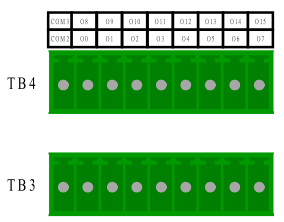 COM3 O8 O9 O10 O11 O12 O13 O14 O15
COM2 O0 O1 O2 O3 O4 O5 O6 O7
TB4
TB3